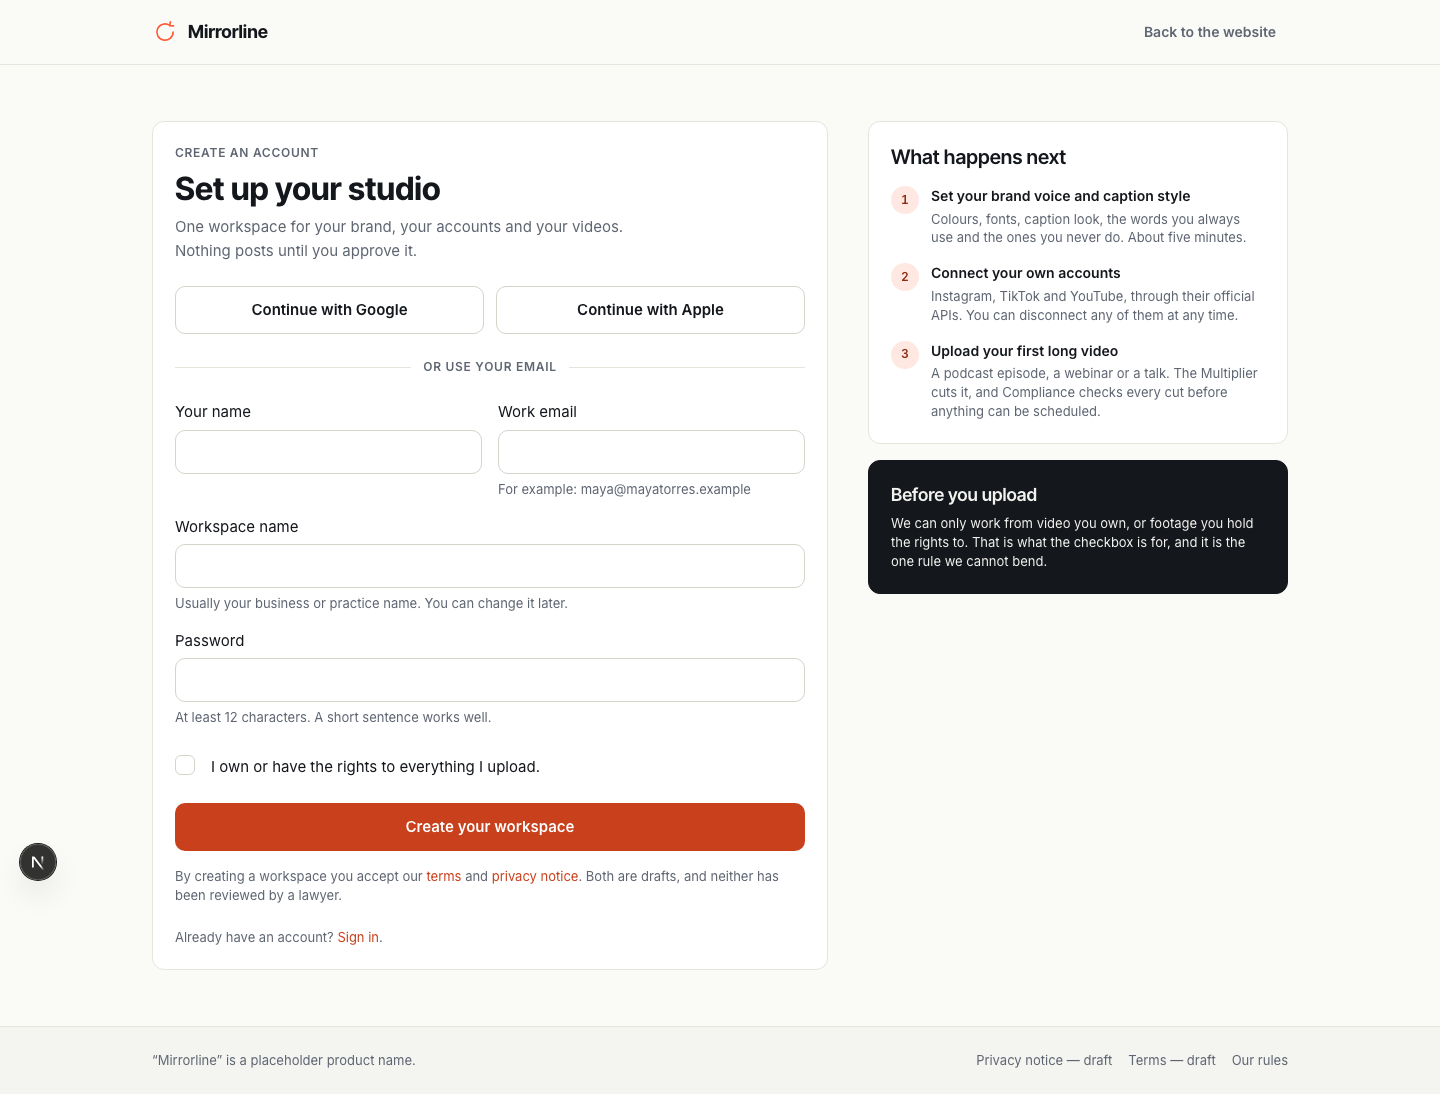 Mirrorline
Back to the website
CREATE AN ACCOUNT
Set up your studio
One workspace for your brand, your accounts and your videos.
Nothing posts until you approve it.
Continue with Google
Continue with Apple
OR USE YOUR EMAIL
Your name
Work email
For example: maya@mayatorres.example
Workspace name
Usually your business or practice name. You can change it later.
Password
At least 12 characters. A short sentence works well.
I own or have the rights to everything I upload.
Create your workspace
By creating a workspace you accept our terms and privacy notice. Both are drafts, and neither has
been reviewed by a lawyer.
Already have an account? Sign in.
What happens next
1
Set your brand voice and caption style
Colours, fonts, caption look, the words you always
use and the ones you never do. About five minutes.
2
Connect your own accounts
Instagram, TikTok and YouTube, through their official
APIs. You can disconnect any of them at any time.
3
Upload your first long video
A podcast episode, a webinar or a talk. The Multiplier
cuts it, and Compliance checks every cut before
anything can be scheduled.
Before you upload
We can only work from video you own, or footage you hold
the rights to. That is what the checkbox is for, and it is the
one rule we cannot bend.
N
“Mirrorline” is a placeholder product name.
Privacy notice — draft
Terms — draft
Our rules